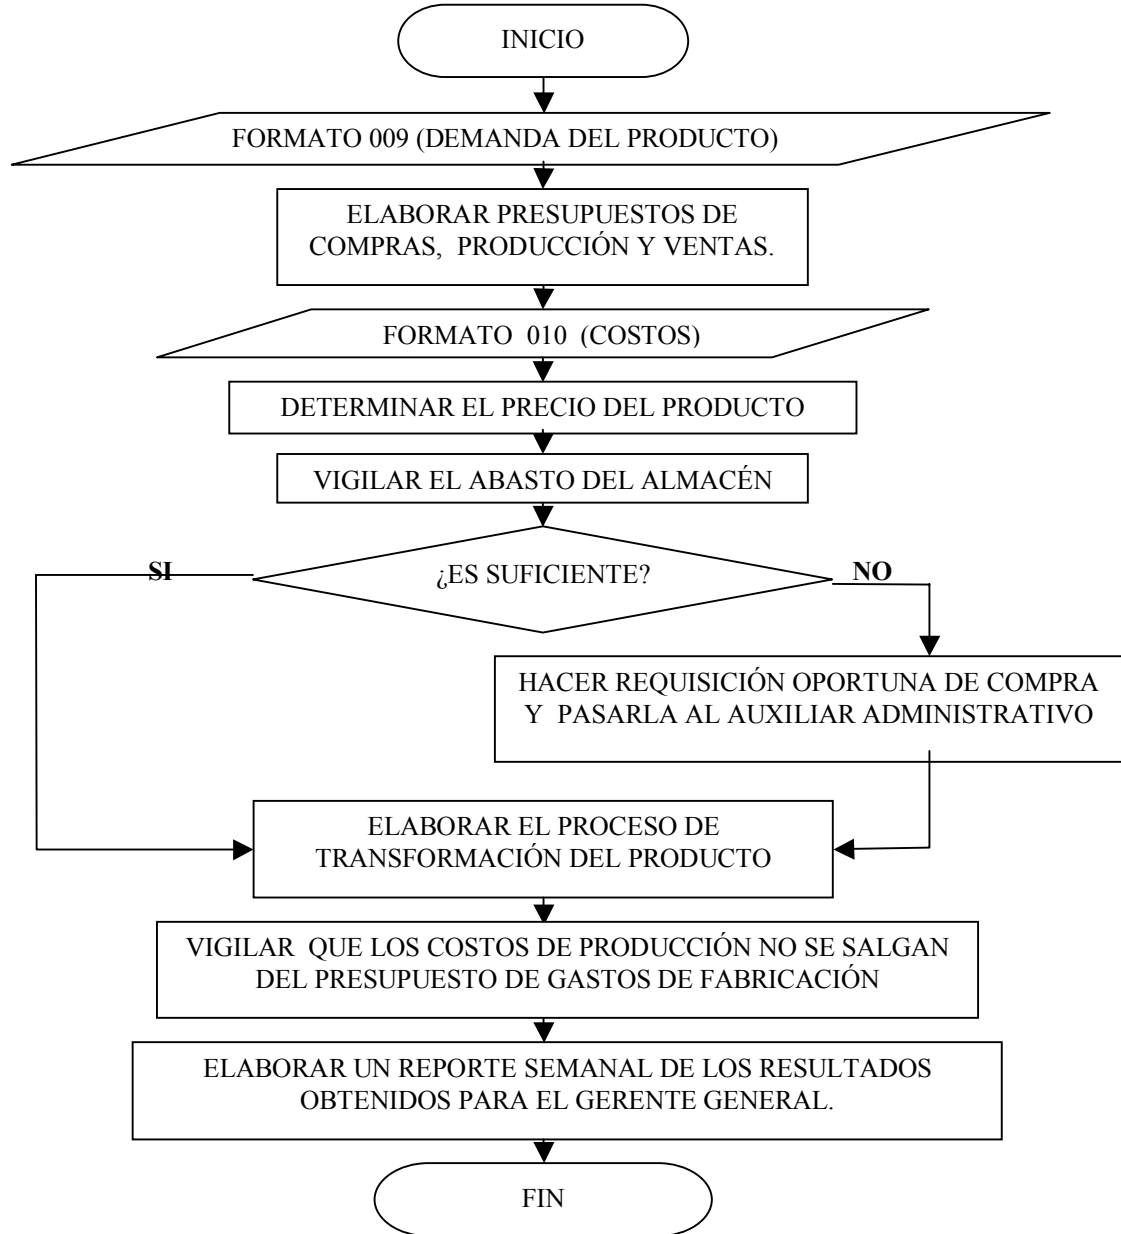 INICIO
FORMATO 009 (DEMANDA DEL PRODUCTO)
ELABORAR PRESUPUESTOS DE
COMPRAS, PRODUCCIÓN Y VENTAS.
FORMATO 010 (COSTOS)
DETERMINAR EL PRECIO DEL PRODUCTO
VIGILAR EL ABASTO DEL ALMACÉN
SI
¿ES SUFICIENTE?
NO
HACER REQUISICIÓN OPORTUNA DE COMPRA
Y PASARLA AL AUXILIAR ADMINISTRATIVO
ELABORAR EL PROCESO DE
TRANSFORMACIÓN DEL PRODUCTO
VIGILAR QUE LOS COSTOS DE PRODUCCIÓN NO SE SALGAN
DEL PRESUPUESTO DE GASTOS DE FABRICACIÓN
ELABORAR UN REPORTE SEMANAL DE LOS RESULTADOS
OBTENIDOS PARA EL GERENTE GENERAL.
FIN